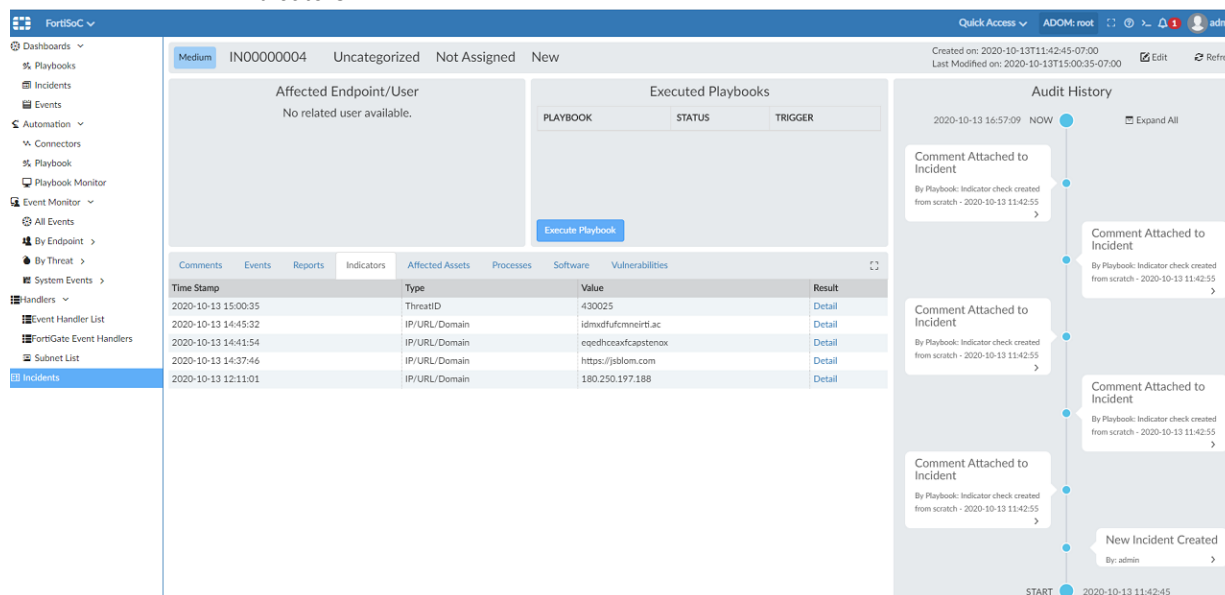 FortiSoC
Quick Access
ADOM: root
1
Dashboards
Playbooks
Incidents
Events
Automation
Connectors
Playbook
Playbook Monitor
Event Monitor
All Events
By Endpoint
By Threat
System Events
Handlers
Event Handler List
FortiGate Event Handlers
Subnet List
Incidents
Medium IN00000004 Uncategorized Not Assigned New
Created on: 2020-10-13T11:42:45-07:00
Last Modified on: 2020-10-13T15:00:35-07:00
Edit
Refre
Affected Endpoint/User
No related user available.
Executed Playbooks
PLAYBOOK STATUS TRIGGER
Execute Playbook
Comments Events Reports Indicators Affected Assets Processes Software Vulnerabilities
Time Stamp Type Value Result
2020-10-13 15:00:35 ThreatID 430025 Detail
2020-10-13 14:45:32 IP/URL/Domain idmxdfufcmneirti.ac Detail
2020-10-13 14:41:54 IP/URL/Domain eqedhceaxfcapstenox Detail
2020-10-13 14:37:46 IP/URL/Domain https://jsblom.com Detail
2020-10-13 12:11:01 IP/URL/Domain 180.250.197.188 Detail
Audit History
2020-10-13 16:57:09 NOW
Expand All
Comment Attached to
Incident
By Playbook: Indicator check created
from scratch - 2020-10-13 11:42:55
Comment Attached to
Incident
By Playbook: Indicator check created
from scratch - 2020-10-13 11:42:55
Comment Attached to
Incident
By Playbook: Indicator check created
from scratch - 2020-10-13 11:42:55
Comment Attached to
Incident
By Playbook: Indicator check created
from scratch - 2020-10-13 11:42:55
Comment Attached to
Incident
By Playbook: Indicator check created
from scratch - 2020-10-13 11:42:55
New Incident Created
By: admin
START 2020-10-13 11:42:45